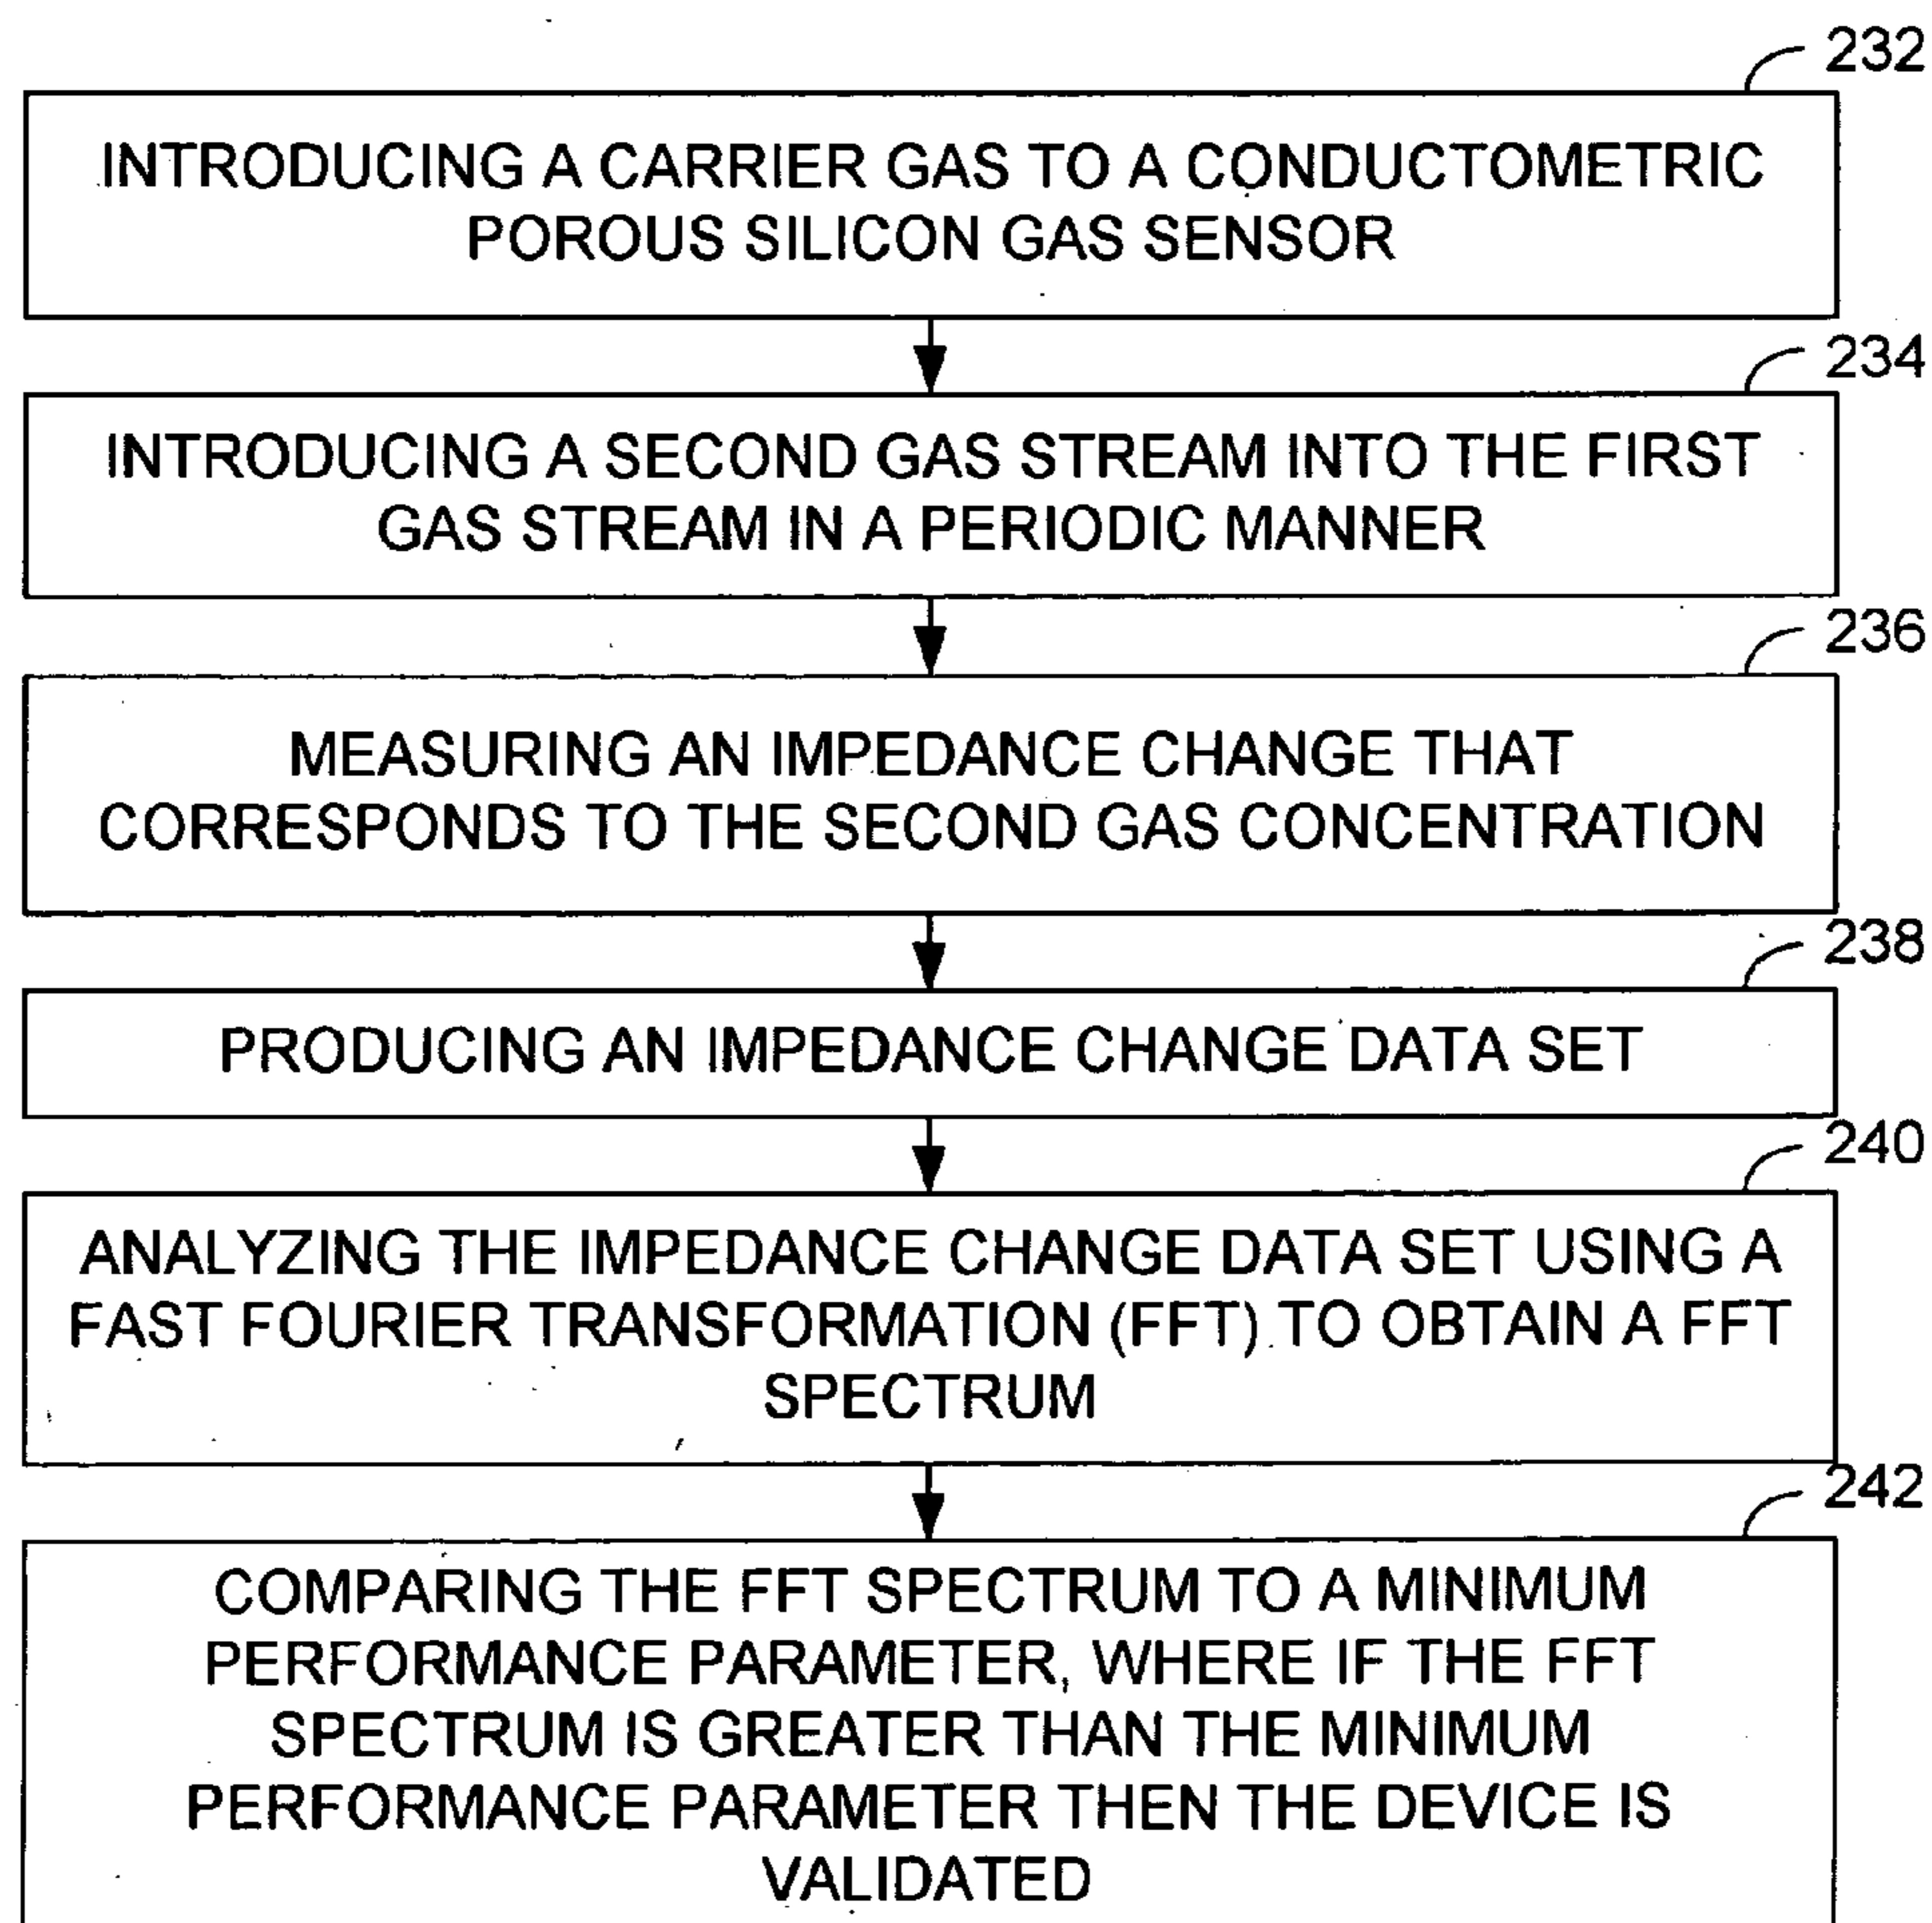 232
INTRODUCING A CARRIER GAS TO A CONDUCTOMETRIC
POROUS SILICON GAS SENSOR
234
INTRODUCING A SECOND GAS STREAM INTO THE FIRST
GAS STREAM IN A PERIODIC MANNER
236
MEASURING AN IMPEDANCE CHANGE THAT
CORRESPONDS TO THE SECOND GAS CONCENTRATION
238
PRODUCING AN IMPEDANCE CHANGE DATA SET
240
ANALYZING THE IMPEDANCE CHANGE DATA SET USING A
FAST FOURIER TRANSFORMATION (FFT) TO OBTAIN A FFT
SPECTRUM
242
COMPARING THE FFT SPECTRUM TO A MINIMUM
PERFORMANCE PARAMETER, WHERE IF THE FFT
SPECTRUM IS GREATER THAN THE MINIMUM
PERFORMANCE PARAMETER THEN THE DEVICE IS
VALIDATED